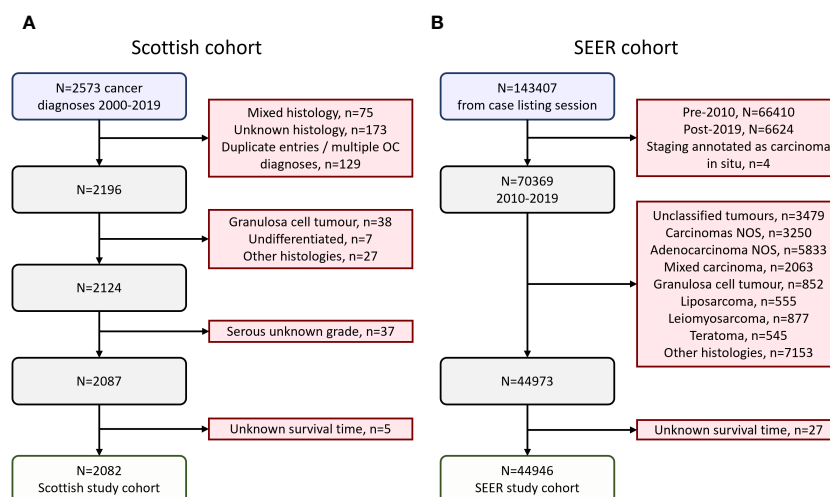 A
Scottish cohort
N=2573 cancer
diagnoses 2000-2019
Mixed histology, n=75
Unknown histology, n=173
Duplicate entries / multiple OC
diagnoses, n=129
N=2196
Granulosa cell tumour, n=38
Undifferentiated, n=7
Other histologies, n=27
N=2124
Serous unknown grade, n=37
N=2087
Unknown survival time, n=5
N=2082
Scottish study cohort
B
SEER cohort
N=143407
from case listing session
Pre-2010, N=66410
Post-2019, N=6624
Staging annotated as carcinoma
in situ, n=4
N=70369
2010-2019
Unclassified tumours, n=3479
Carcinomas NOS, n=3250
Adenocarcinoma NOS, n=5833
Mixed carcinoma, n=2063
Granulosa cell tumour, n=852
Liposarcoma, n=555
Leiomyosarcoma, n=877
Teratoma, n=545
Other histologies, n=7153
N=44973
Unknown survival time, n=27
N=44946
SEER study cohort